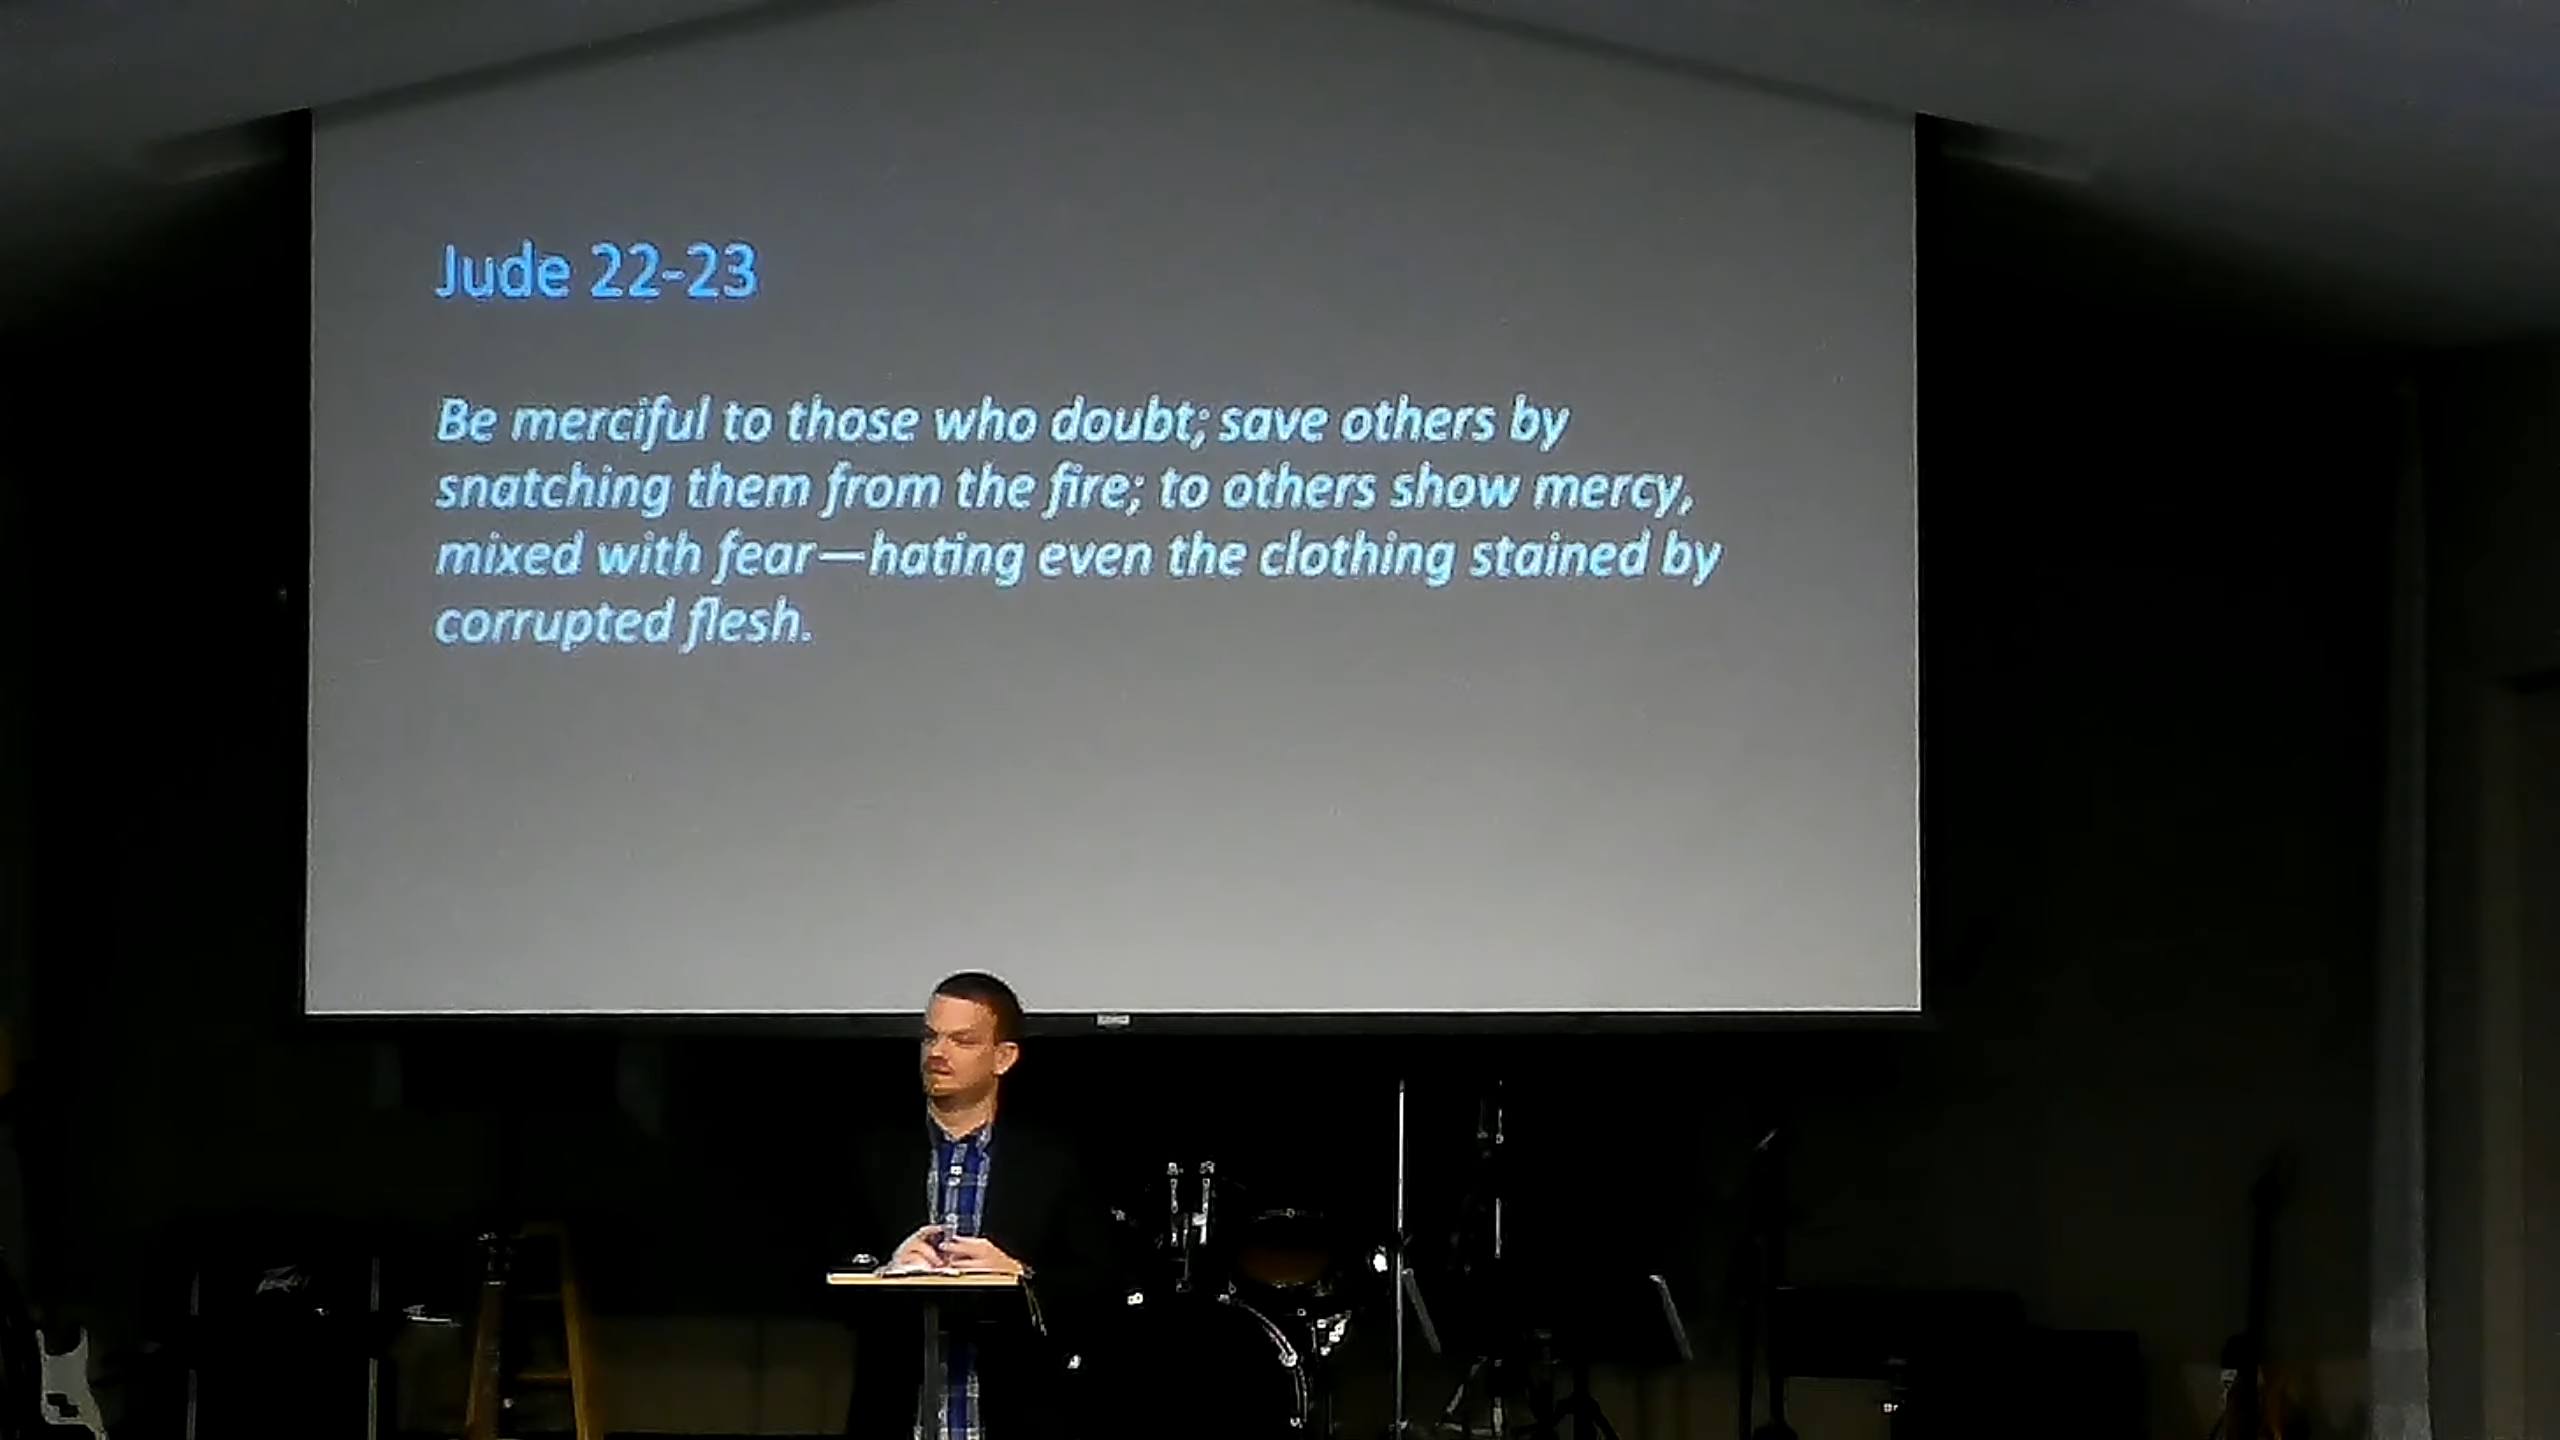 Jude 22-23
Be merciful to those who doubt; save others by
snatching them from the fire; to others show mercy,
mixed with fear—hating even the clothing stained by
corrupted flesh.